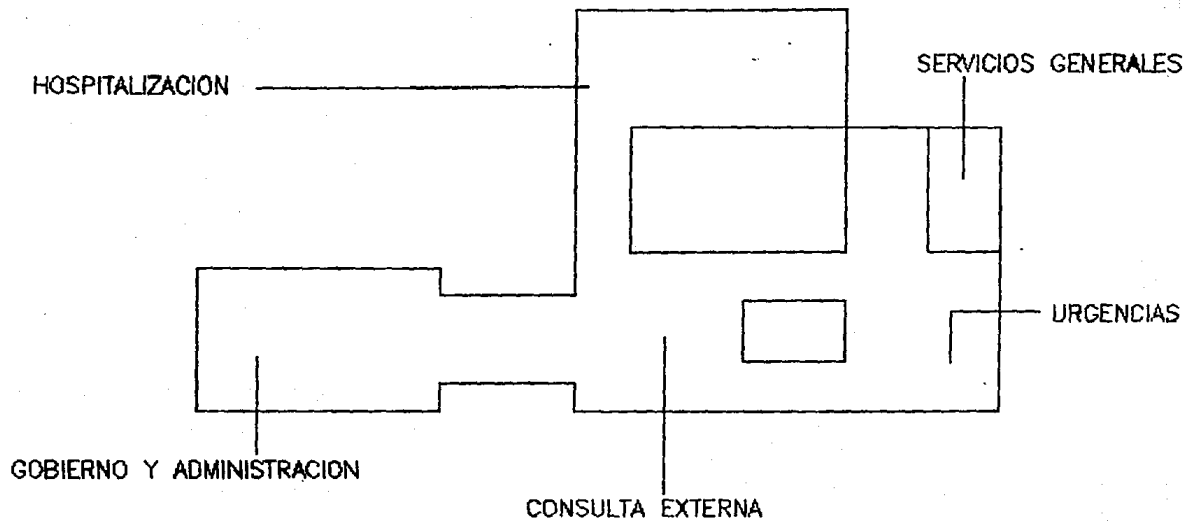 SERVICIOS GENERALES
HOSPITALIZACION
URGENCIAS
GOBIERNO Y ADMINISTRACION
CONSULTA EXTERNA